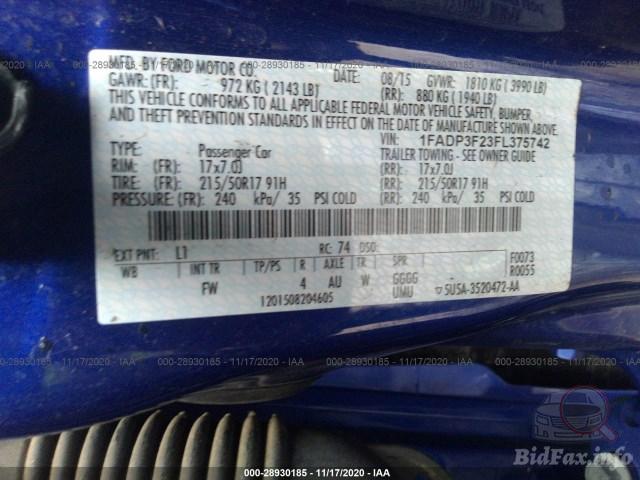 000-28930185 - 11/17/2020 - IAA
MFD. BY FORD MOTOR CO. DATE: 08/15 GVWR: 1810 KG ( 3990 LB)
GAWR: (FR): 972 KG ( 2143 LB) (RR): 880 KG ( 1940 LB)
THIS VEHICLE CONFORMS TO ALL APPLICABLE FEDERAL MOTOR VEHICLE SAFETY, BUMPER,
AND THEFT PREVENTION STANDARDS IN EFFECT ON THE DATE OF MANUFACTURE SHOWN ABOVE.
VIN: 1FADP3F23FL375742
TYPE: Passenger Car TRAILER TOWING - SEE OWNER GUIDE
RIM: (FR): 17x7.0J (RR): 17x7.0J
TIRE: (FR): 215/50R17 91H (RR): 215/50R17 91H
PRESSURE: (FR): 240 kPa/ 35 PSI COLD (RR): 240 kPa/ 35 PSI COLD
EXT PNT: L1 RC: 74 DSO: F0073
WB INT TR TP/PS R AXLE TR SPR R0055
FW 4 AU W GGGG
UMU ▽ 5U5A-3520472-AA
1201508204605
000-28930185 - 11/17/2020 - IAA
BidFax.info